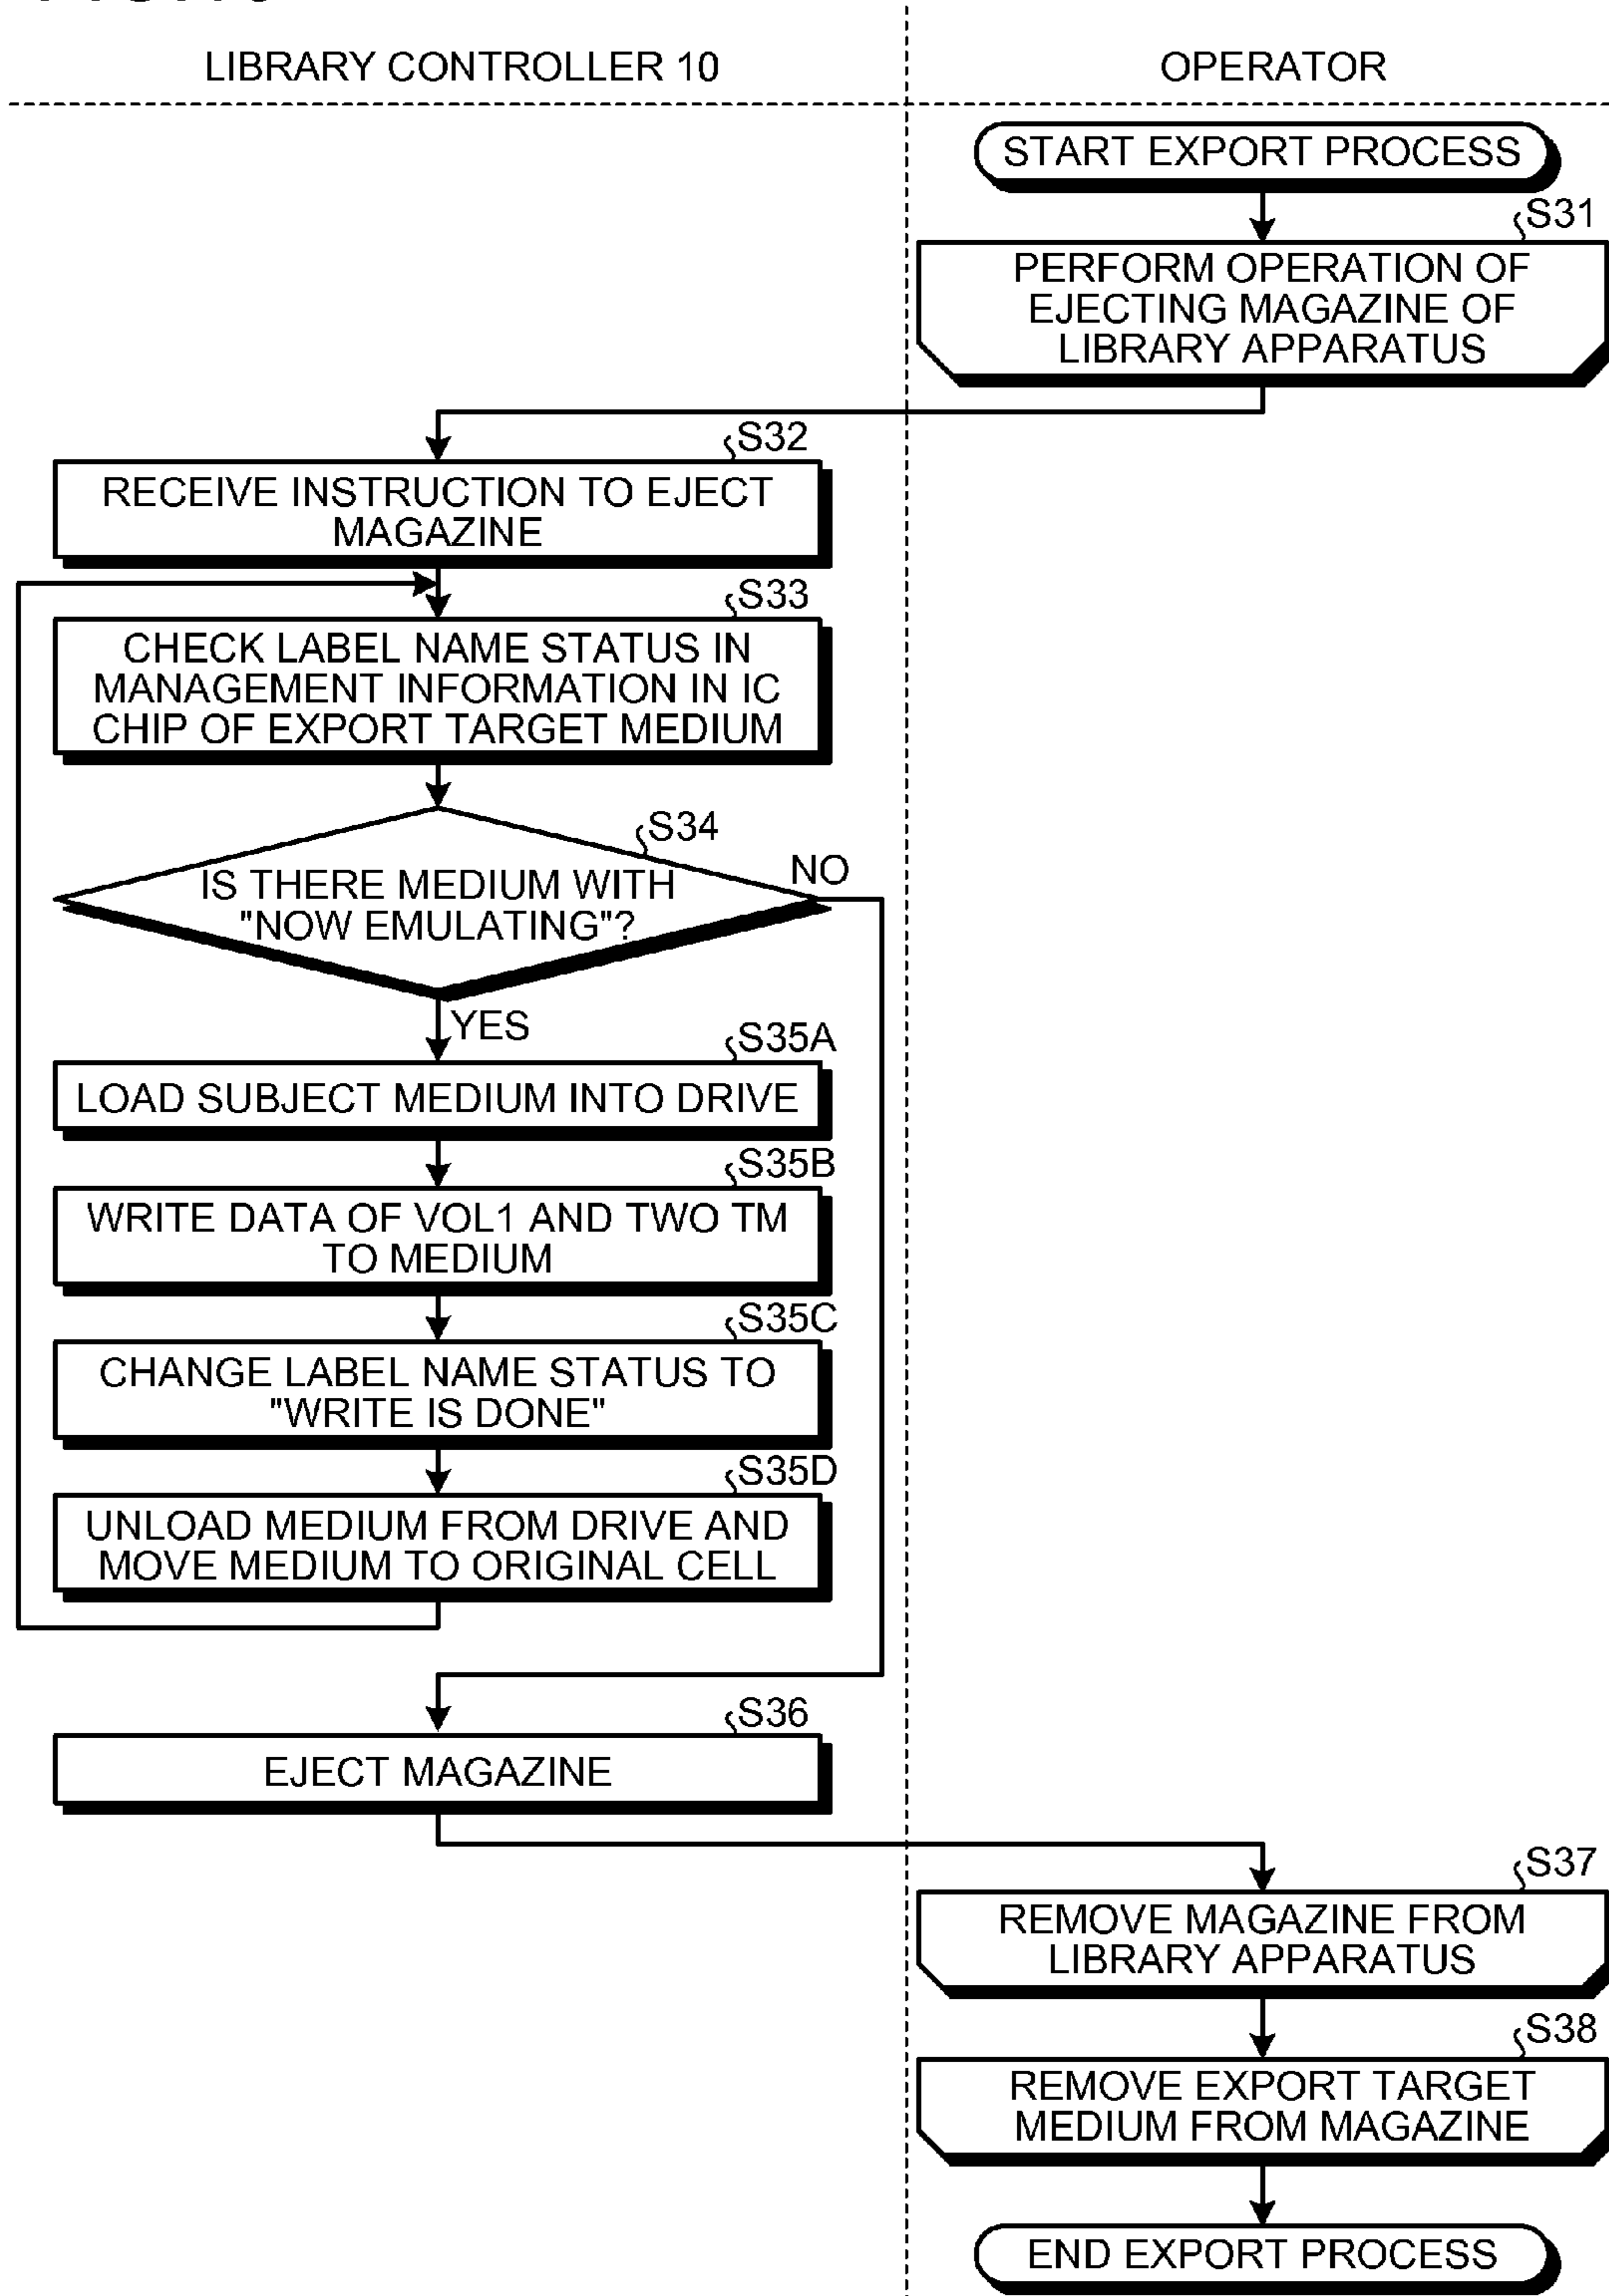 LIBRARY CONTROLLER 10
OPERATOR
START EXPORT PROCESS
S31
PERFORM OPERATION OF
EJECTING MAGAZINE OF
LIBRARY APPARATUS
S32
RECEIVE INSTRUCTION TO EJECT
MAGAZINE
S33
CHECK LABEL NAME STATUS IN
MANAGEMENT INFORMATION IN IC
CHIP OF EXPORT TARGET MEDIUM
S34
IS THERE MEDIUM WITH
"NOW EMULATING"?
NO
YES
S35A
LOAD SUBJECT MEDIUM INTO DRIVE
S35B
WRITE DATA OF VOL1 AND TWO TM
TO MEDIUM
S35C
CHANGE LABEL NAME STATUS TO
"WRITE IS DONE"
S35D
UNLOAD MEDIUM FROM DRIVE AND
MOVE MEDIUM TO ORIGINAL CELL
S36
EJECT MAGAZINE
S37
REMOVE MAGAZINE FROM
LIBRARY APPARATUS
S38
REMOVE EXPORT TARGET
MEDIUM FROM MAGAZINE
END EXPORT PROCESS